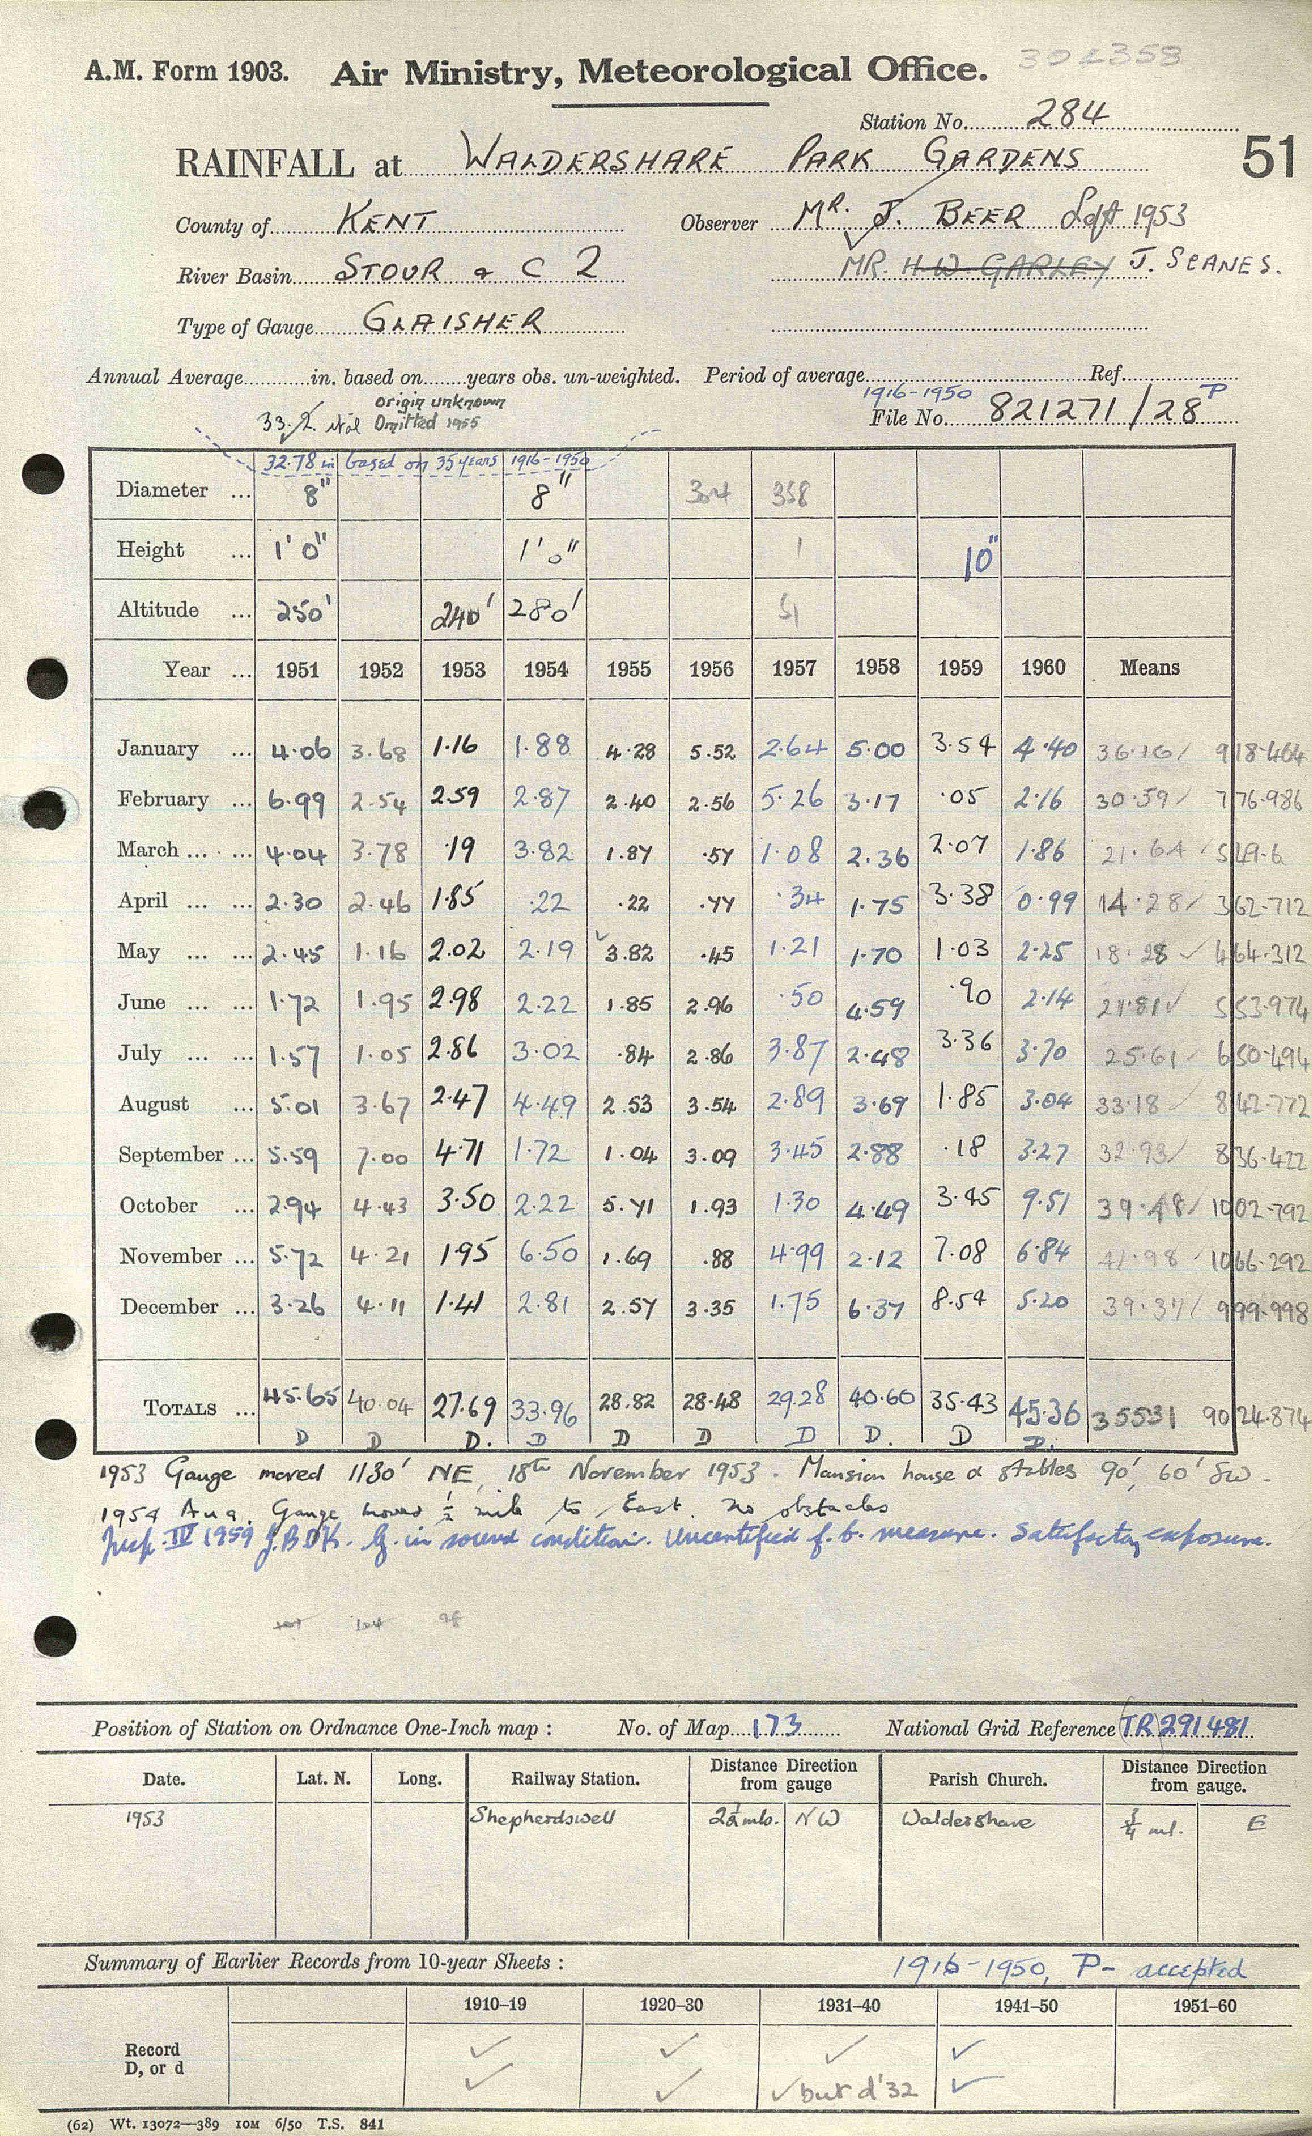 302358
A.M. Form 1903. Air Ministry, Meteorological Office.
Station No. 284
51
RAINFALL at WALDERSHARE PARK GARDENS
County of KENT Observer MR. J. BEER Left 1953
River Basin STOUR & C 2 MR. H. W. GARLEY J. SCANES.
Type of Gauge GLAISHER
Annual Average in. based on years obs. un-weighted. Period of average Ref.
33.2 origin unknown Omitted 1955 1916-1950 File No. 821271/28 P
32.78 in based on 35 years 1916-1950
Diameter ... 8" 8" 304 358
Height ... 1' 0" 1' 0" 1 10"
Altitude ... 250' 240' 280' 51
Year ... 1951 1952 1953 1954 1955 1956 1957 1958 1959 1960 Means
January ... 4.06 3.68 1.16 1.88 4.28 5.52 2.64 5.00 3.54 4.40 36.16 918.464
February ... 6.99 2.54 2.59 2.87 2.40 2.56 5.26 3.17 .05 2.16 30.59 776.986
March ... ... 4.04 3.78 .19 3.82 1.87 .57 1.08 2.36 2.07 1.86 21.64 549.6
April ... ... 2.30 2.46 1.85 .22 .22 .77 .34 1.75 3.38 0.99 14.28 362.712
May ... ... 2.45 1.16 2.02 2.19 3.82 .45 1.21 1.70 1.03 2.25 18.28 464.312
June ... ... 1.72 1.95 2.98 2.22 1.85 2.96 .50 4.59 .90 2.14 21.81 553.974
July ... ... 1.57 1.05 2.86 3.02 .84 2.86 3.87 2.48 3.36 3.70 25.61 650.494
August ... 5.01 3.67 2.47 4.49 2.53 3.54 2.89 3.69 1.85 3.04 33.18 842.772
September ... 5.59 7.00 4.71 1.72 1.04 3.09 3.45 2.88 .18 3.27 32.93 836.422
October ... 2.94 4.43 3.50 2.22 5.71 1.93 1.30 4.49 3.45 9.51 39.48 1002.792
November ... 5.72 4.21 1.95 6.50 1.69 .88 4.99 2.12 7.08 6.84 41.98 1066.292
December ... 3.26 4.11 1.41 2.81 2.57 3.35 1.75 6.37 8.54 5.20 39.37 999.998
TOTALS ... 45.65 40.04 27.69 33.96 28.82 28.48 29.28 40.60 35.43 45.36 355.31 9024.874
D D D. D D D D D. D D.
1953 Gauge moved 1130' NE, 18th November 1953. Mansion house & stables 90', 60' SW.
1954 Aug. Gauge moved ½ mile to East. no obstacles
Insp. IV 1959 J.B.D.K. G. in sound condition. Uncertified f.b. measure. Satisfactory exposure.
104 98
Position of Station on Ordnance One-Inch map : No. of Map 173 National Grid Reference (TR) 291481
Date. Lat. N. Long. Railway Station. Distance Direction from gauge Parish Church. Distance Direction from gauge.
1953 Shepherdswell 2½ mls. NW Waldershare ¾ ml. E
Summary of Earlier Records from 10-year Sheets : 1916-1950, P- accepted
1910-19 1920-30 1931-40 1941-50 1951-60
Record
D, or d
but d '32
(62) Wt. 13072—389 10M 6/50 T.S. 841